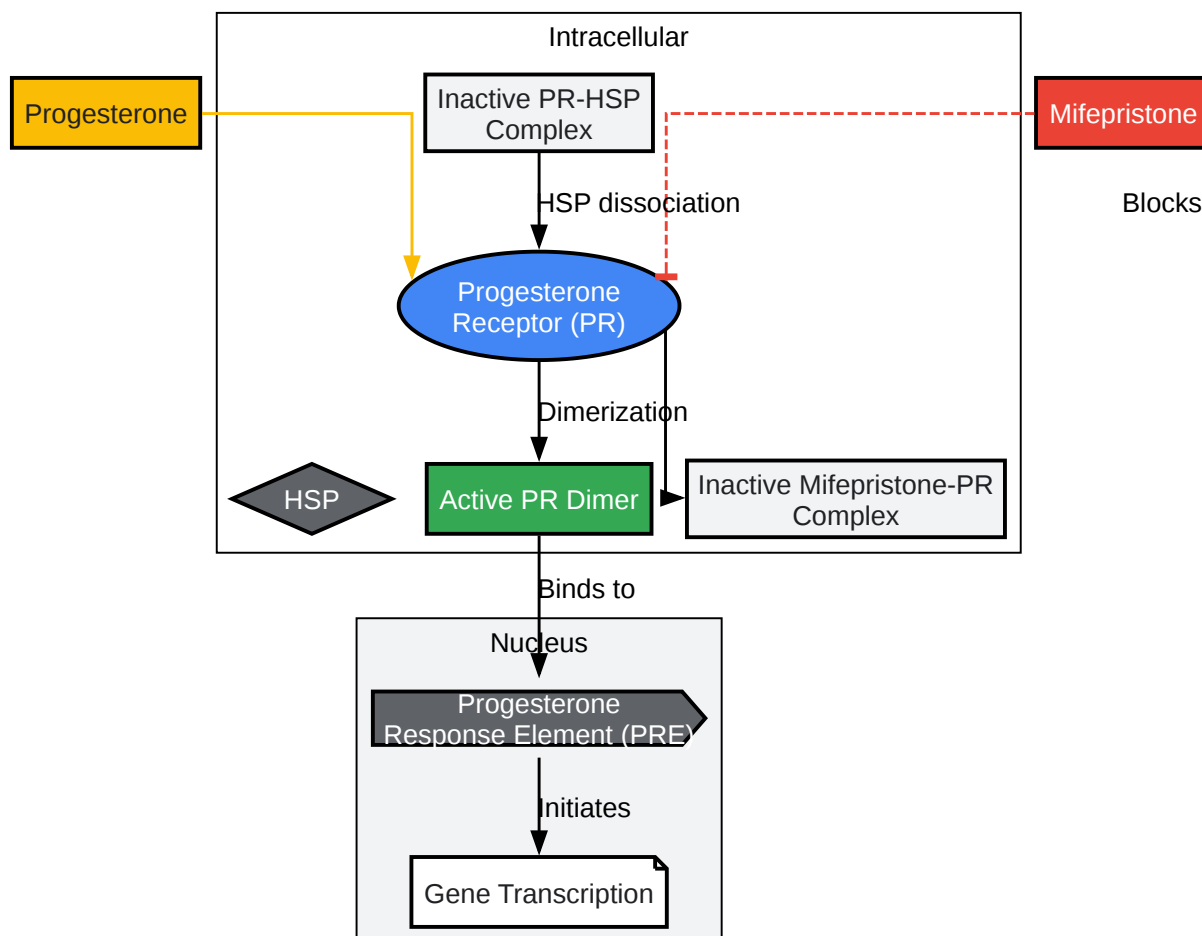 Intracellular
Progesterone
Inactive PR-HSP
Complex
Mifepristone
HSP dissociation
Blocks
Progesterone
Receptor (PR)
Dimerization
HSP
Active PR Dimer
Inactive Mifepristone-PR
Complex
Binds to
Nucleus
Progesterone
Response Element (PRE)
Initiates
Gene Transcription